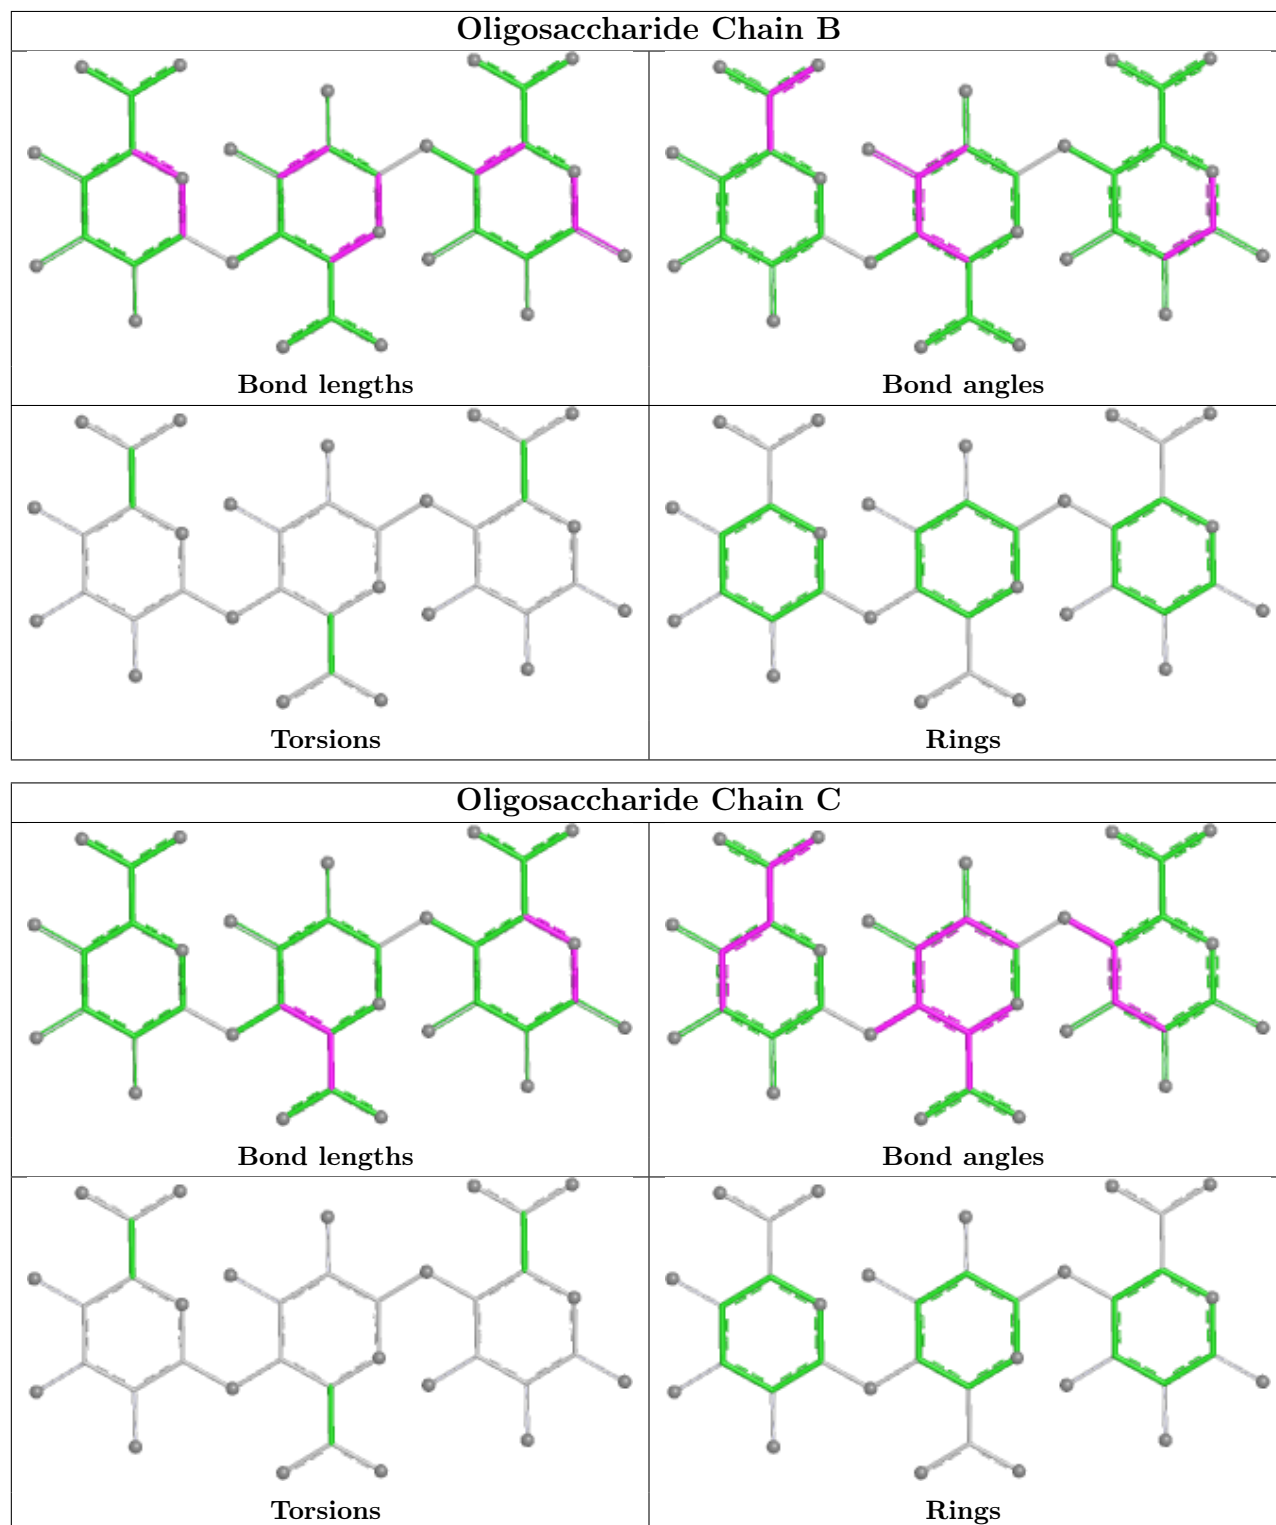 Oligosaccharide Chain B
Bond lengths
Bond angles
Torsions
Rings
Oligosaccharide Chain C
Bond lengths
Bond angles
Torsions
Rings